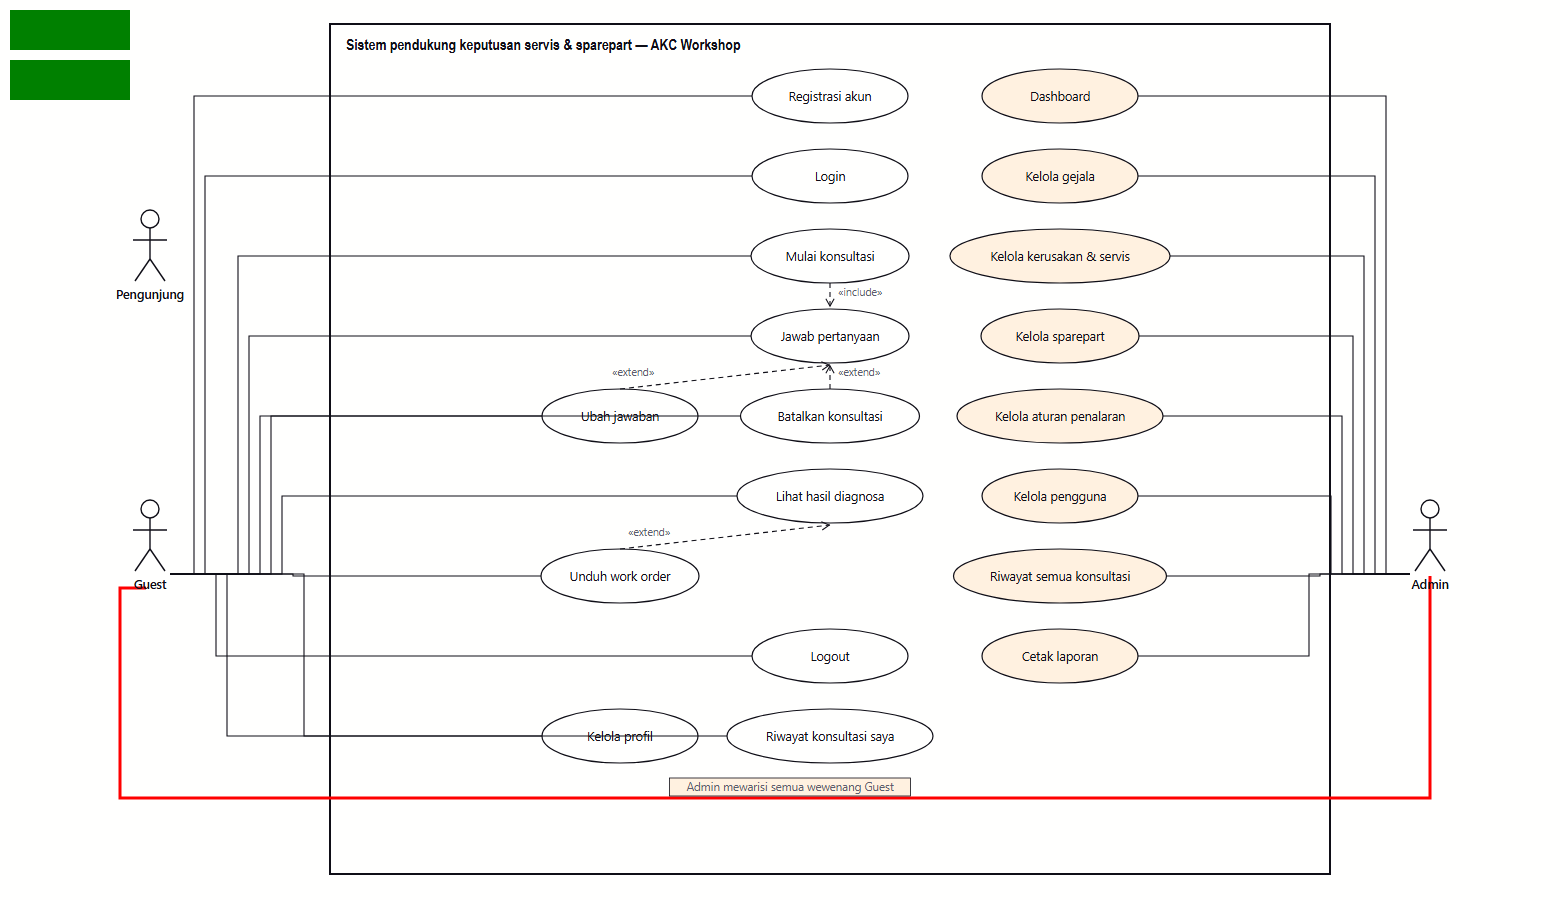 Sistem pendukung keputusan servis & sparepart — AKC Workshop
Registrasi akun
Dashboard
Login
Kelola gejala
Pengunjung
Mulai konsultasi
Kelola kerusakan & servis
«include»
Jawab pertanyaan
Kelola sparepart
«extend»
«extend»
Ubah jawaban
Batalkan konsultasi
Kelola aturan penalaran
Lihat hasil diagnosa
Kelola pengguna
«extend»
Guest
Unduh work order
Riwayat semua konsultasi
Admin
Logout
Cetak laporan
Kelola profil
Riwayat konsultasi saya
Admin mewarisi semua wewenang Guest